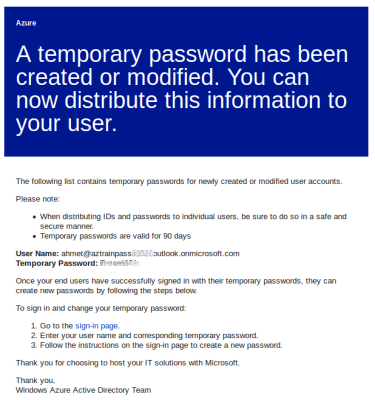 Azure
A temporary password has been
created or modified. You can
now distribute this information to
your user.
The following list contains temporary passwords for newly created or modified user accounts.
Please note:
• When distributing IDs and passwords to individual users, be sure to do so in a safe and
secure manner.
• Temporary passwords are valid for 90 days
User Name:
Temporary Password:
Once your end users have successfully signed in with their temporary passwords, they can
create new passwords by following the steps below.
To sign in and change your temporary password:
1. Go to the sign-in page.
2. Enter your user name and corresponding temporary password.
3. Follow the instructions on the sign-in page to create a new password.
Thank you for choosing to host your IT solutions with Microsoft.
Thank you,
Windows Azure Active Directory Team